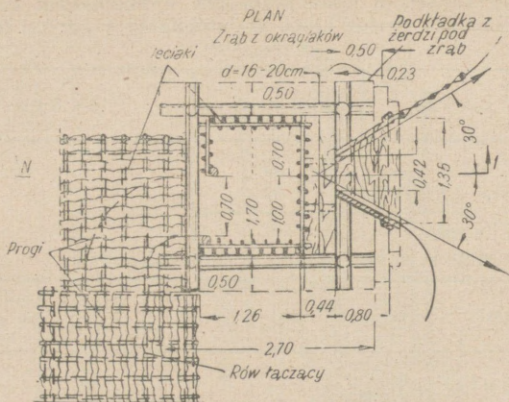 PLAN
Zrąb z okrąglaków
Podkładka z
żerdzi pod
zrąb
leciaki
d=16-20cm
0,50
0,23
0,50
30°
N
0,70
0,70
1,70
1,00
0,42
1,35
1
30°
Progi
0,50
0,44
1,26
0,80
2,70
Rów łączący